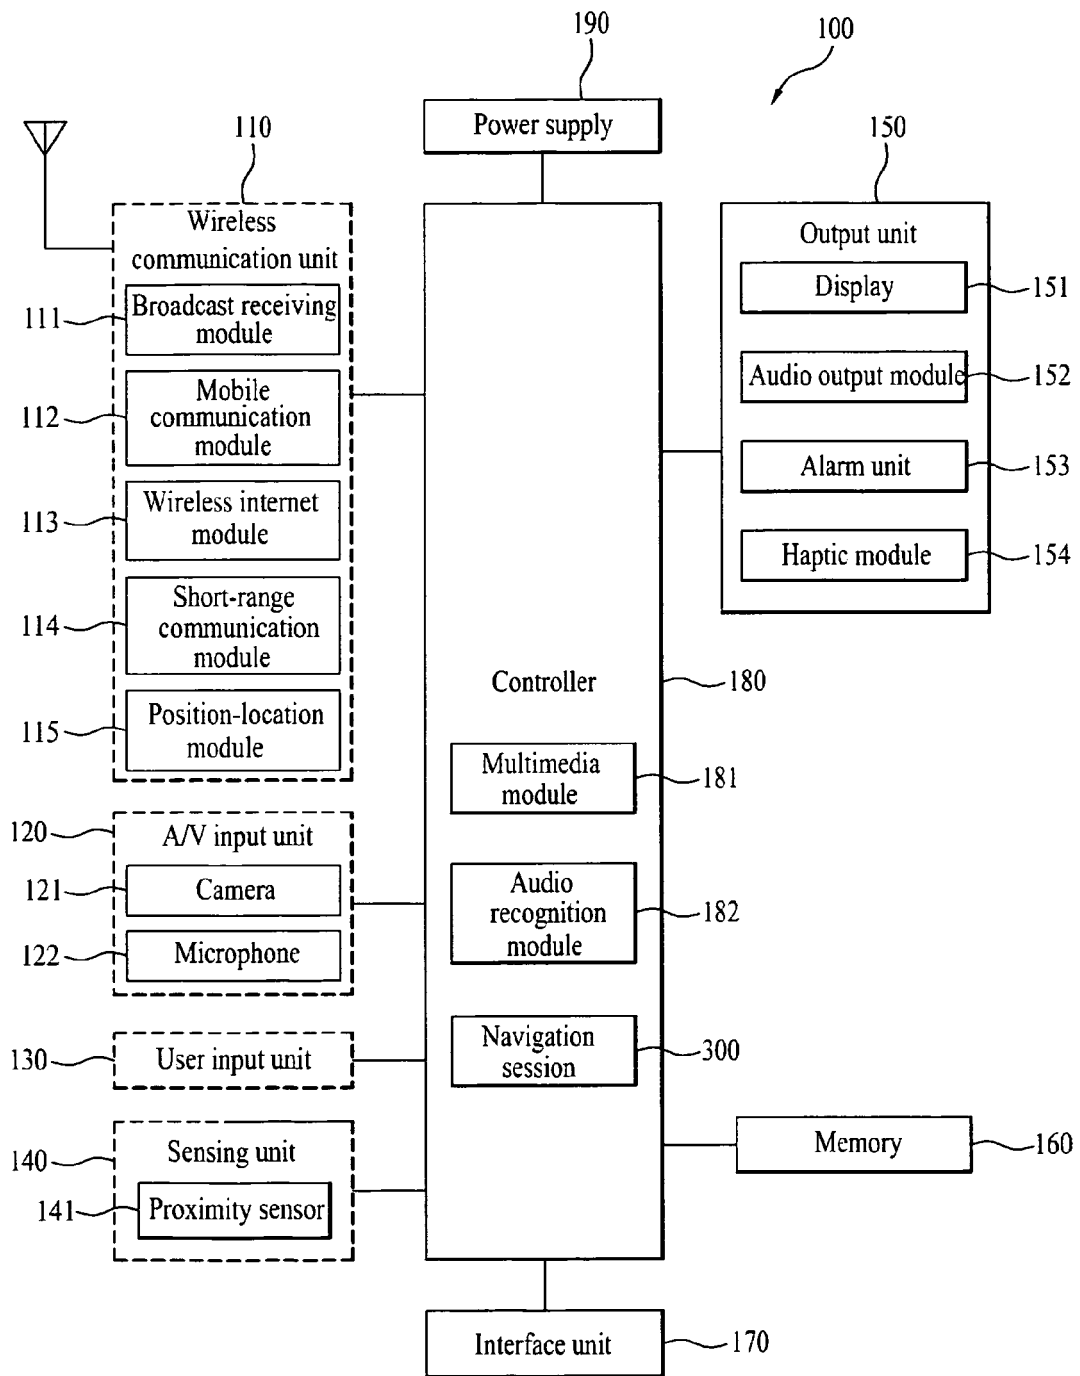 190
100
Power supply
110
150
Wireless
communication unit
Output unit
111
Broadcast receiving
module
Display
151
112
Mobile
communication
module
Audio output module
152
113
Wireless internet
module
Alarm unit
153
Haptic module
154
114
Short-range
communication
module
Controller
180
115
Position-location
module
Multimedia
module
181
120
A/V input unit
121
Camera
122
Microphone
Audio
recognition
module
182
130
User input unit
Navigation
session
300
140
Sensing unit
141
Proximity sensor
Memory
160
Interface unit
170